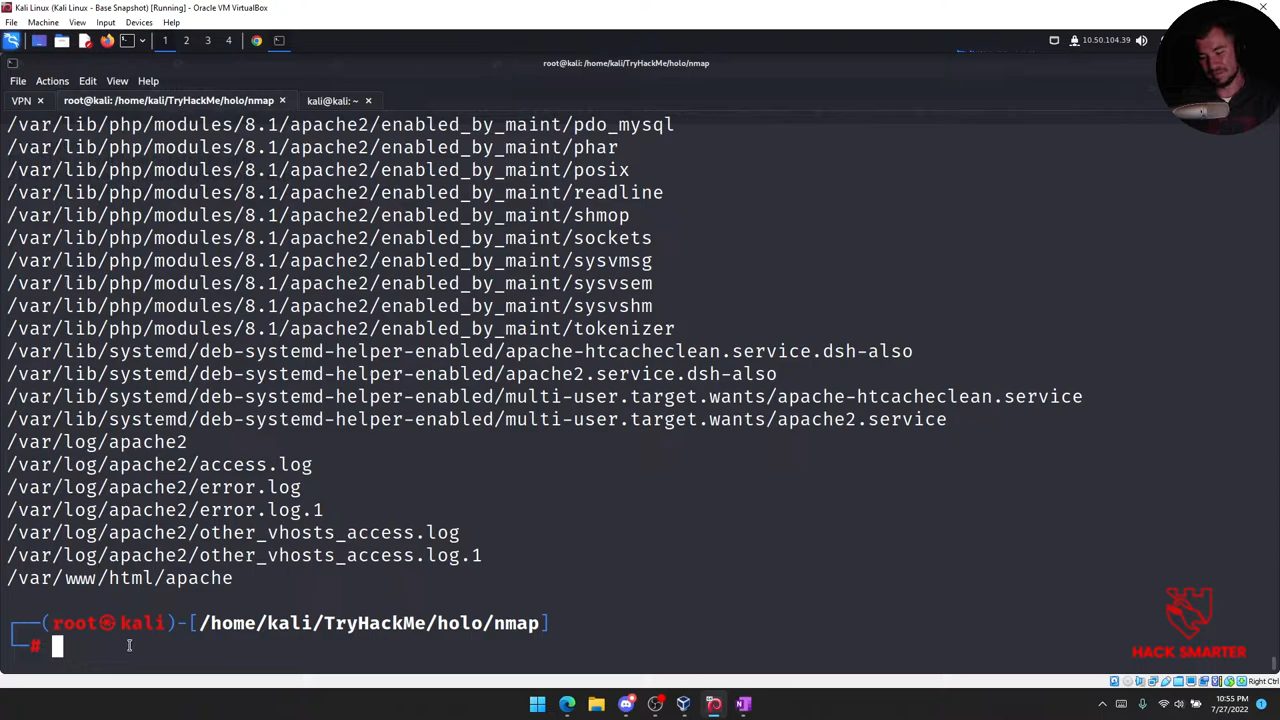 Kali Linux (Kali Linux - Base Snapshot) [Running] - Oracle VM VirtualBox
File Machine View Input Devices Help
1 2 3 4
10.50.104.39
root@kali: /home/kali/TryHackMe/holo/nmap
File Actions Edit View Help
VPN × root@kali: /home/kali/TryHackMe/holo/nmap × kali@kali: ~ ×
/var/lib/php/modules/8.1/apache2/enabled_by_maint/pdo_mysql
/var/lib/php/modules/8.1/apache2/enabled_by_maint/phar
/var/lib/php/modules/8.1/apache2/enabled_by_maint/posix
/var/lib/php/modules/8.1/apache2/enabled_by_maint/readline
/var/lib/php/modules/8.1/apache2/enabled_by_maint/shmop
/var/lib/php/modules/8.1/apache2/enabled_by_maint/sockets
/var/lib/php/modules/8.1/apache2/enabled_by_maint/sysvmsg
/var/lib/php/modules/8.1/apache2/enabled_by_maint/sysvsem
/var/lib/php/modules/8.1/apache2/enabled_by_maint/sysvshm
/var/lib/php/modules/8.1/apache2/enabled_by_maint/tokenizer
/var/lib/systemd/deb-systemd-helper-enabled/apache-htcacheclean.service.dsh-also
/var/lib/systemd/deb-systemd-helper-enabled/apache2.service.dsh-also
/var/lib/systemd/deb-systemd-helper-enabled/multi-user.target.wants/apache-htcacheclean.service
/var/lib/systemd/deb-systemd-helper-enabled/multi-user.target.wants/apache2.service
/var/log/apache2
/var/log/apache2/access.log
/var/log/apache2/error.log
/var/log/apache2/error.log.1
/var/log/apache2/other_vhosts_access.log
/var/log/apache2/other_vhosts_access.log.1
/var/www/html/apache
┌──(root㉿kali)-[/home/kali/TryHackMe/holo/nmap]
└─#
HACK SMARTER
Right Ctrl
10:55 PM
7/27/2022